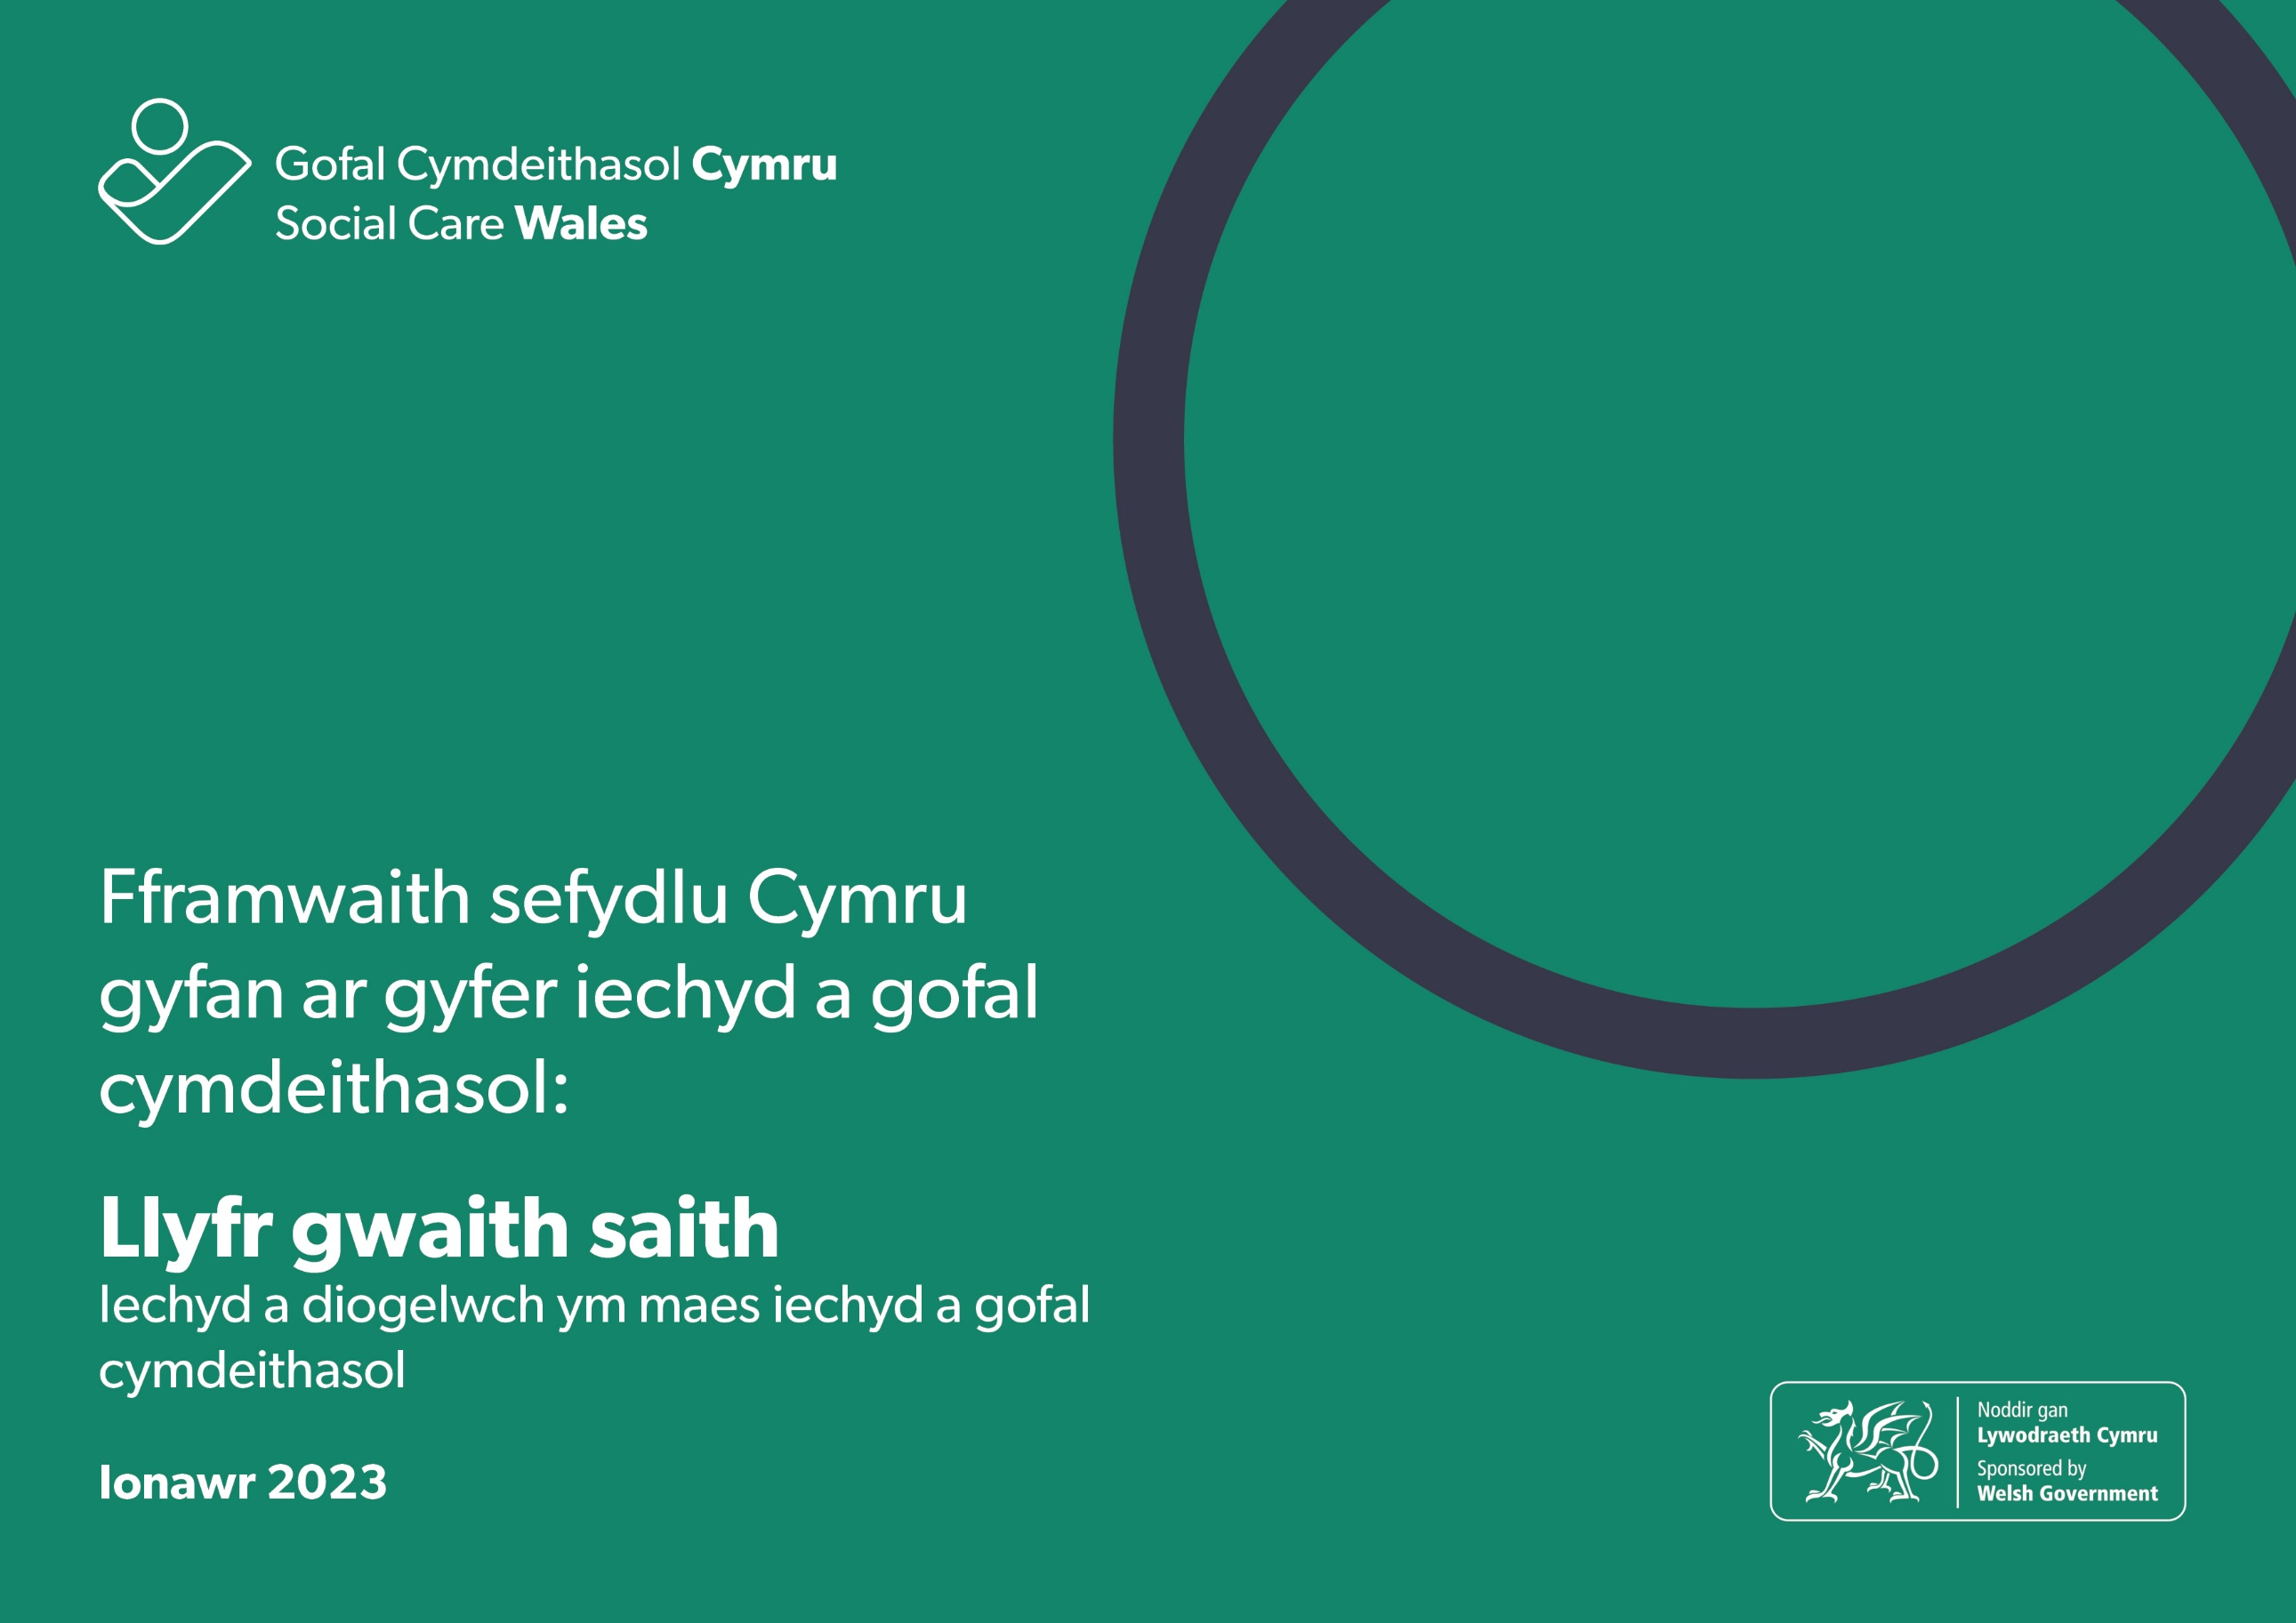 Gofal Cymdeithasol Cymru
Social Care Wales
Fframwaith sefydlu Cymru
gyfan ar gyfer iechyd a gofal
cymdeithasol:
Llyfr gwaith saith
Iechyd a diogelwch ym maes iechyd a gofal
cymdeithasol
Ionawr 2023
Noddir gan
Lywodraeth Cymru
Sponsored by
Welsh Government